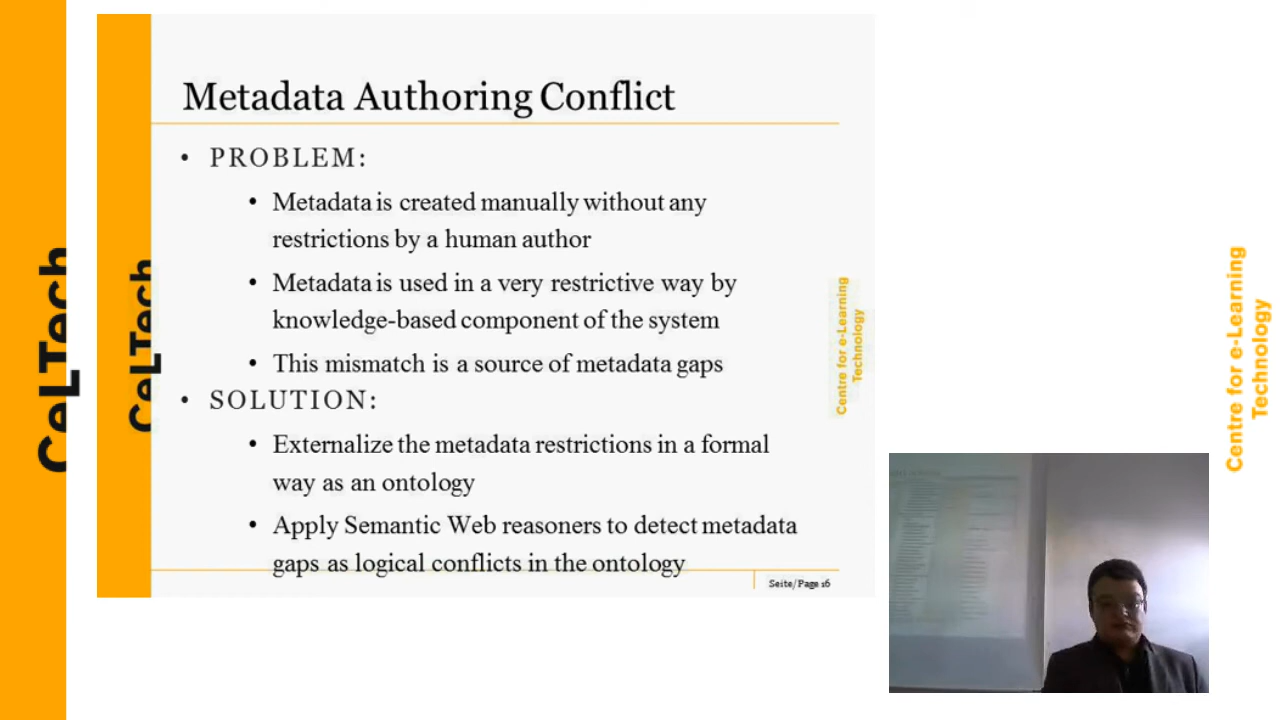 CeLTech
CeLTech
Metadata Authoring Conflict
• PROBLEM:
• Metadata is created manually without any
restrictions by a human author
• Metadata is used in a very restrictive way by
knowledge-based component of the system
• This mismatch is a source of metadata gaps
• SOLUTION:
• Externalize the metadata restrictions in a formal
way as an ontology
• Apply Semantic Web reasoners to detect metadata
gaps as logical conflicts in the ontology
Seite/Page 16
Centre for e-Learning
Technology
Centre for e-Learning
Technology